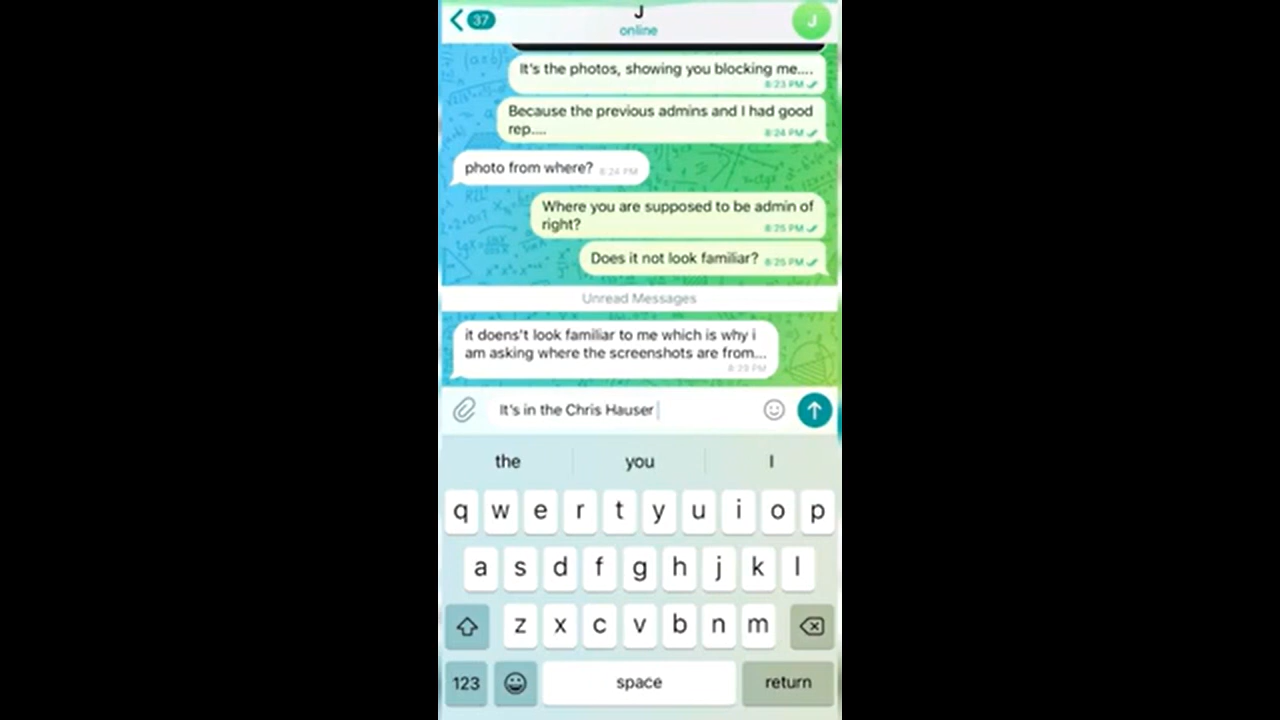 37
J
online
J
It's the photos, showing you blocking me....
8:23 PM
Because the previous admins and I had good
rep....
8:24 PM
photo from where?
8:24 PM
Where you are supposed to be admin of
right?
8:25 PM
Does it not look familiar?
8:25 PM
Unread Messages
it doens't look familiar to me which is why i
am asking where the screenshots are from...
8:29 PM
It's in the Chris Hauser
the you I
q w e r t y u i o p
a s d f g h j k l
z x c v b n m
123 space return